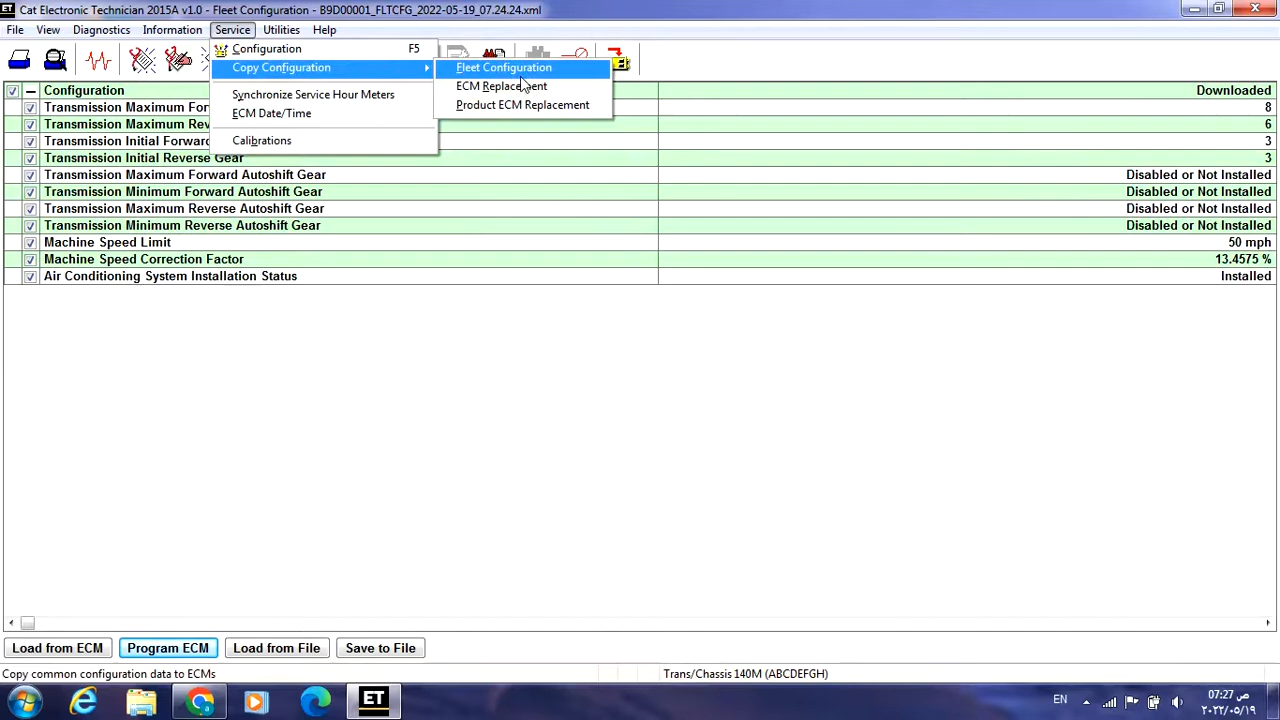 Cat Electronic Technician 2015A v1.0 - Fleet Configuration - B9D00001_FLTCFG_2022-05-19_07.24.24.xml
File View Diagnostics Information Service Utilities Help
Configuration F5
Copy Configuration
Synchronize Service Hour Meters
ECM Date/Time
Calibrations
Fleet Configuration
ECM Replacement
Product ECM Replacement
Configuration Downloaded
Transmission Maximum For 8
Transmission Maximum Rev 6
Transmission Initial Forward 3
Transmission Initial Reverse Gear 3
Transmission Maximum Forward Autoshift Gear Disabled or Not Installed
Transmission Minimum Forward Autoshift Gear Disabled or Not Installed
Transmission Maximum Reverse Autoshift Gear Disabled or Not Installed
Transmission Minimum Reverse Autoshift Gear Disabled or Not Installed
Machine Speed Limit 50 mph
Machine Speed Correction Factor 13.4575 %
Air Conditioning System Installation Status Installed
Load from ECM Program ECM Load from File Save to File
Copy common configuration data to ECMs Trans/Chassis 140M (ABCDEFGH)
ET EN 07:27 ص
٢٠٢٢/٠٥/١٩